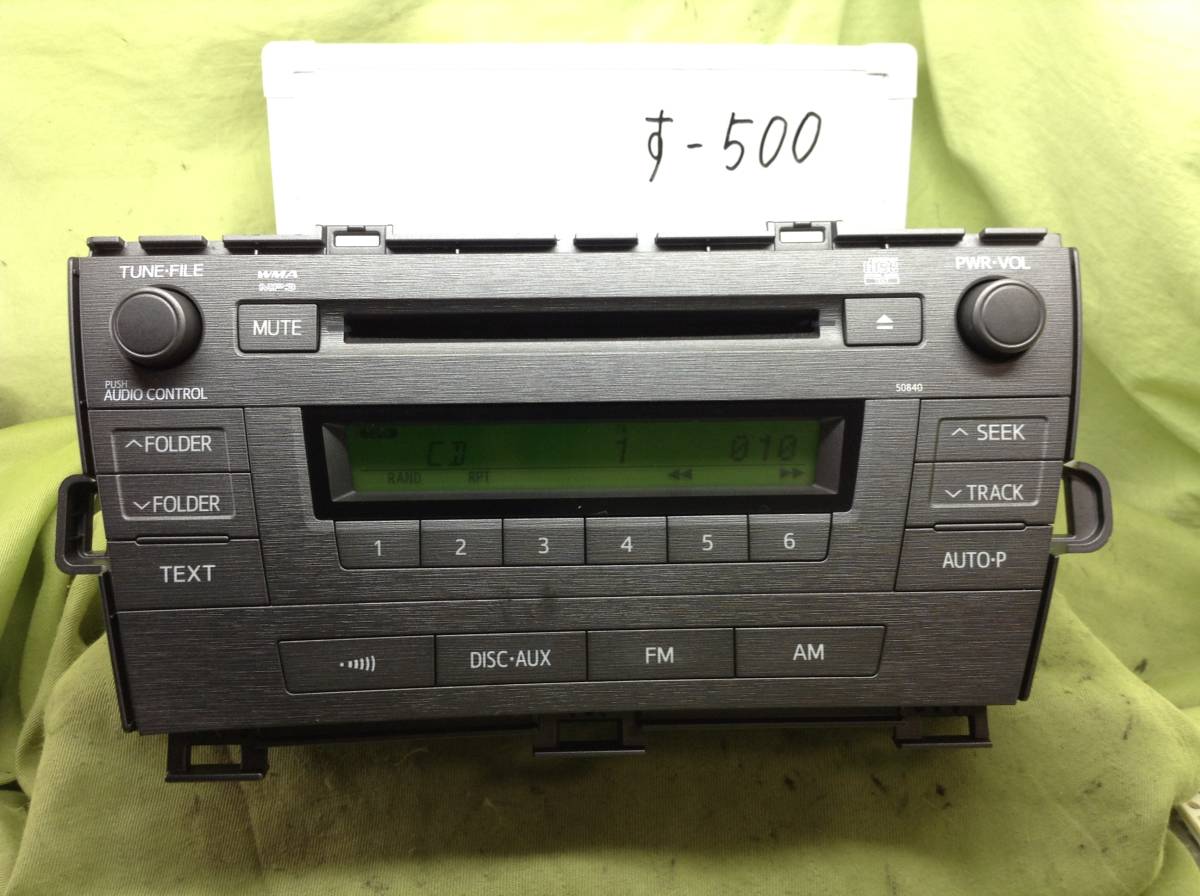 す-500
TUNE・FILE
WMA
MP3
DISC
PWR・VOL
MUTE
PUSH
AUDIO CONTROL
50840
FOLDER
CD 1 010
RAND RPT
SEEK
FOLDER
TRACK
1 2 3 4 5 6
TEXT
AUTO・P
DISC・AUX
FM
AM